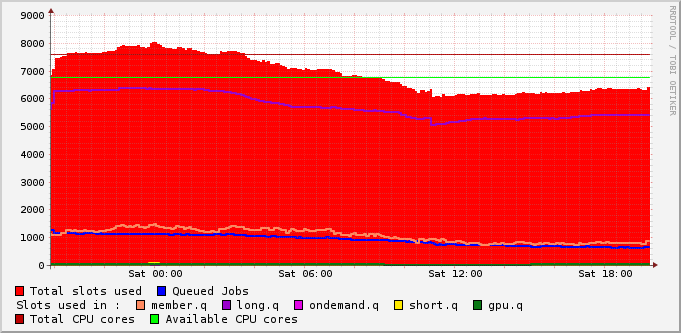 9000
8000
7000
6000
5000
4000
3000
2000
1000
0
Sat 00:00 Sat 06:00 Sat 12:00 Sat 18:00
RRDTOOL / TOBI OETIKER
Total slots used Queued Jobs
Slots used in : member.q long.q ondemand.q short.q gpu.q
Total CPU cores Available CPU cores